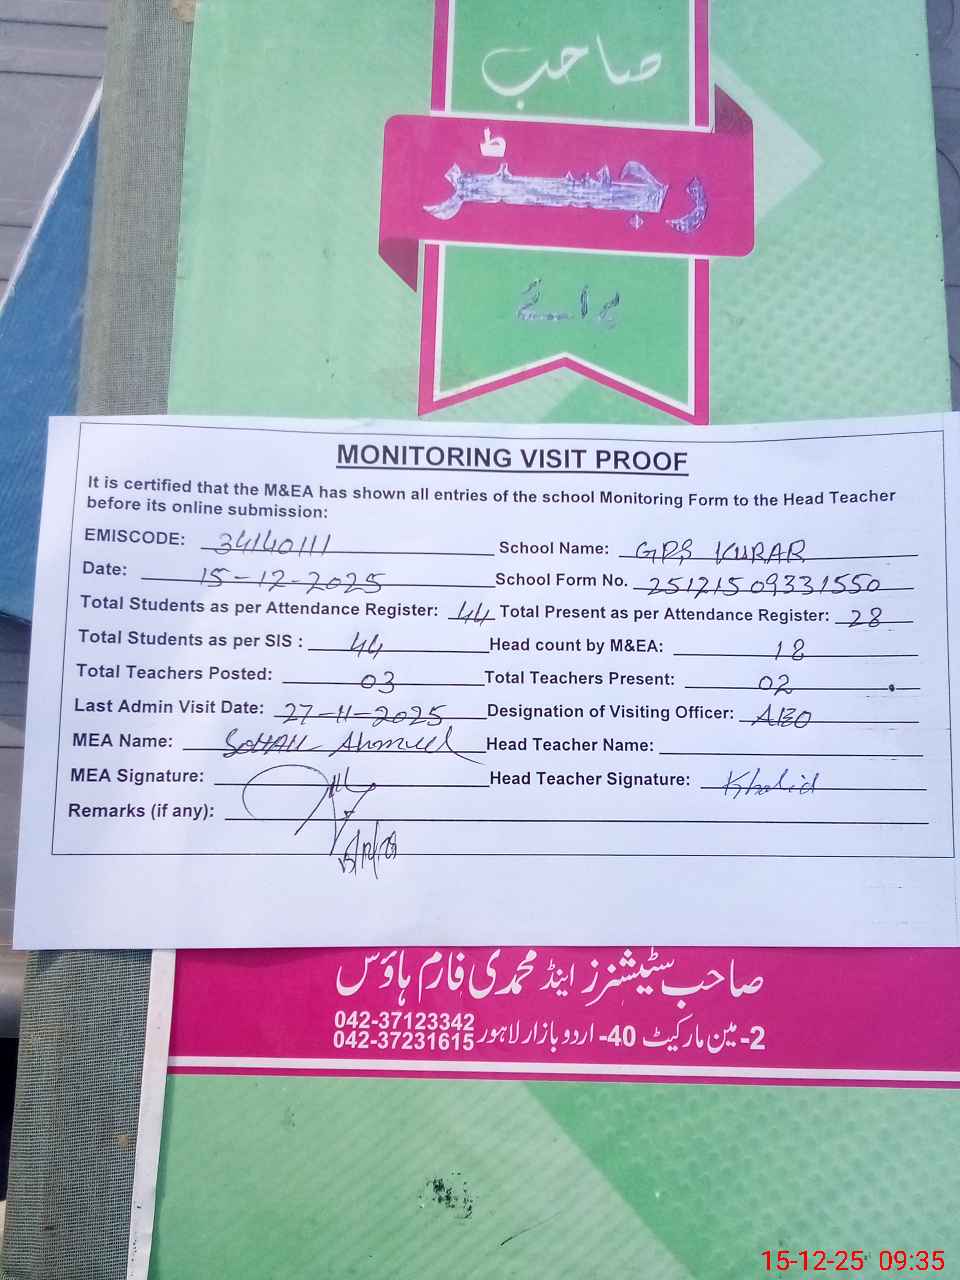 صاحب
رجسٹر
برائے
MONITORING VISIT PROOF
It is certified that the M&EA has shown all entries of the school Monitoring Form to the Head Teacher
before its online submission:
EMISCODE: 34140111 School Name: GPS KURAR
Date: 15-12-2025 School Form No. 25121509331550
Total Students as per Attendance Register: 44 Total Present as per Attendance Register: 28
Total Students as per SIS : 44 Head count by M&EA: 18
Total Teachers Posted: 03 Total Teachers Present: 02
Last Admin Visit Date: 27-11-2025 Designation of Visiting Officer: AEO
MEA Name: SOHAIL Ahmed Head Teacher Name:
MEA Signature: Head Teacher Signature: Khalid
Remarks (if any):
صاحب سٹیشنرز اینڈ محمدی فارم ہاؤس
2- مین مارکیٹ 40- اردو بازار لاہور 042-37123342
042-37231615
15-12-25 09:35